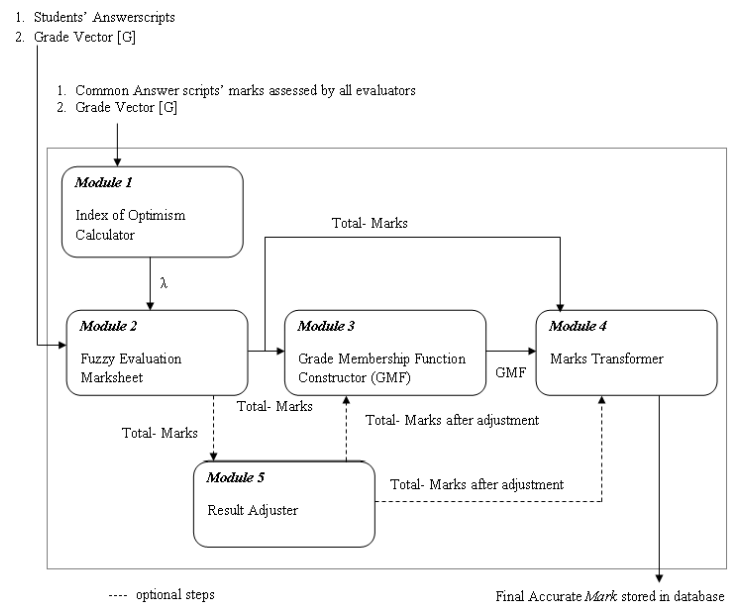 1. Students' Answerscripts
2. Grade Vector [G]
1. Common Answer scripts' marks assessed by all evaluators
2. Grade Vector [G]
Module 1
Index of Optimism
Calculator
Total- Marks
λ
Module 2
Fuzzy Evaluation
Marksheet
Module 3
Grade Membership Function
Constructor (GMF)
GMF
Module 4
Marks Transformer
Total- Marks
Total- Marks
Total- Marks after adjustment
Module 5
Result Adjuster
Total- Marks after adjustment
---- optional steps
Final Accurate Mark stored in database